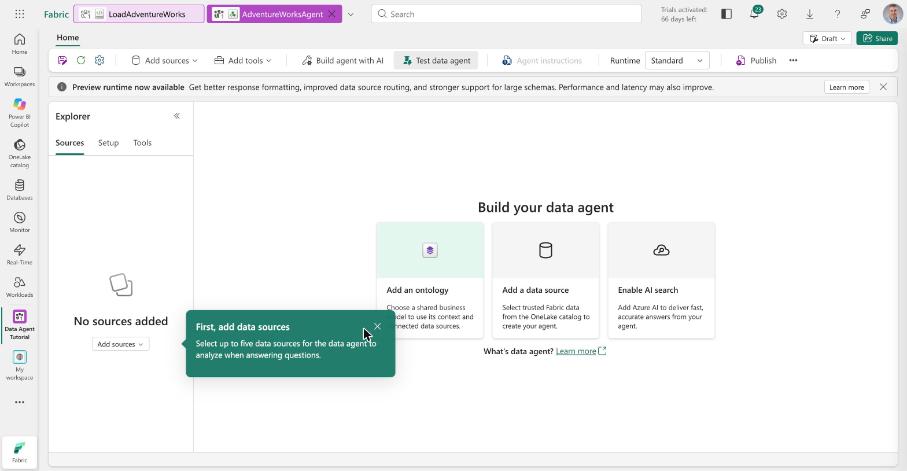 Fabric
LoadAdventureWorks
AdventureWorksAgent
Search
Trials activated:
66 days left
23
Home
Draft
Share
Add sources
Add tools
Build agent with AI
Test data agent
Agent instructions
Runtime
Standard
Publish
Preview runtime now available Get better response formatting, improved data source routing, and stronger support for large schemas. Performance and latency may also improve.
Learn more
Home
Workspaces
Power BI
Copilot
OneLake
catalog
Databases
Monitor
Real-Time
Workloads
Data Agent
Tutorial
My
workspace
Fabric
Explorer
Sources
Setup
Tools
No sources added
Add sources
First, add data sources
Select up to five data sources for the data agent to
analyze when answering questions.
Build your data agent
Add an ontology
Choose a shared business
model to use its context and
connected data sources.
Add a data source
Select trusted Fabric data
from the OneLake catalog to
create your agent.
Enable AI search
Add Azure AI to deliver fast,
accurate answers from your
agent.
What's data agent? Learn more